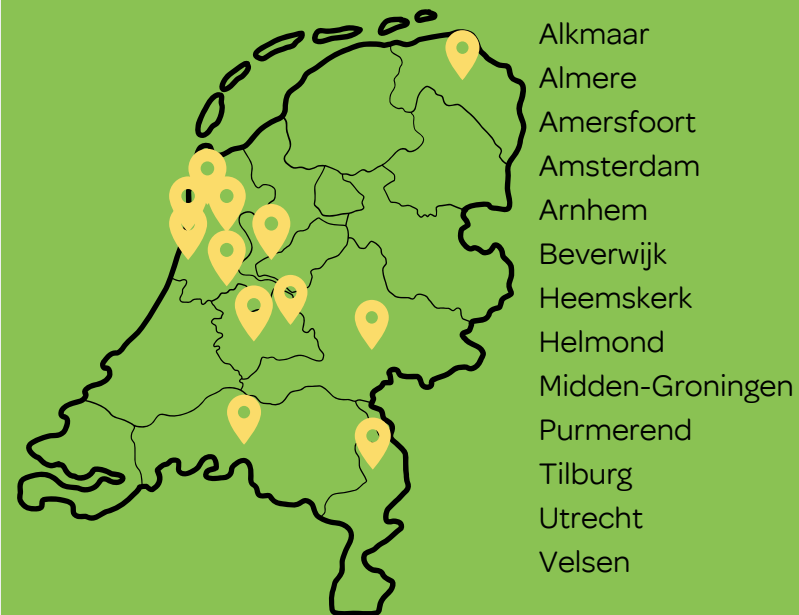 Alkmaar
Almere
Amersfoort
Amsterdam
Arnhem
Beverwijk
Heemskerk
Helmond
Midden-Groningen
Purmerend
Tilburg
Utrecht
Velsen